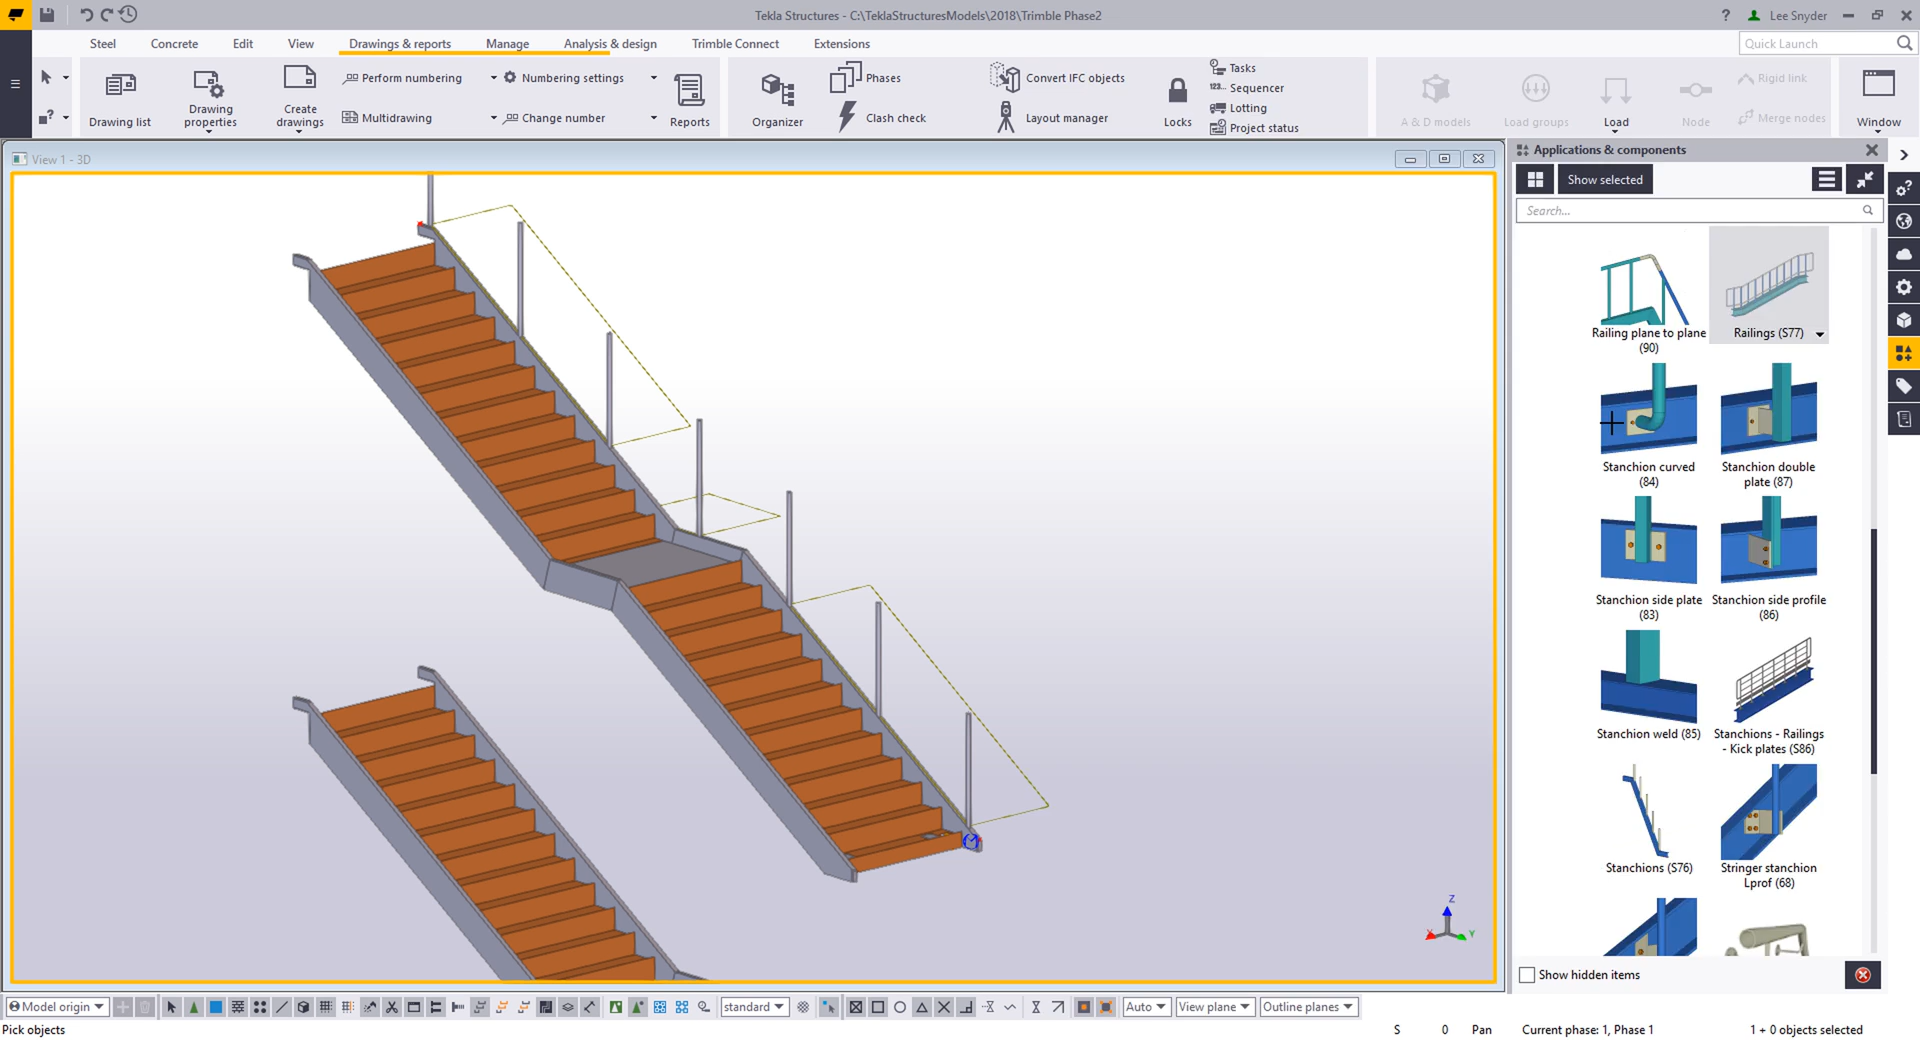 Tekla Structures - C:\TeklaStructuresModels\2018\Trimble Phase2
? Lee Snyder
Steel Concrete Edit View Drawings & reports Manage Analysis & design Trimble Connect Extensions
Quick Launch
Drawing list
Drawing properties
Create drawings
Perform numbering
Numbering settings
Multidrawing
Change number
Reports
Organizer
Phases
Clash check
Convert IFC objects
Layout manager
Locks
Tasks
Sequencer
Lotting
Project status
A & D models
Load groups
Load
Node
Rigid link
Merge nodes
Window
View 1 - 3D
Z
Y
Applications & components
Show selected
Search...
Railing plane to plane
(90)
Railings (S77)
Stanchion curved
(84)
Stanchion double
plate (87)
Stanchion side plate
(83)
Stanchion side profile
(86)
Stanchion weld (85)
Stanchions - Railings
- Kick plates (S86)
Stanchions (S76)
Stringer stanchion
Lprof (68)
Show hidden items
Model origin
standard
Auto
View plane
Outline planes
Pick objects
S 0 Pan Current phase: 1, Phase 1 1 + 0 objects selected